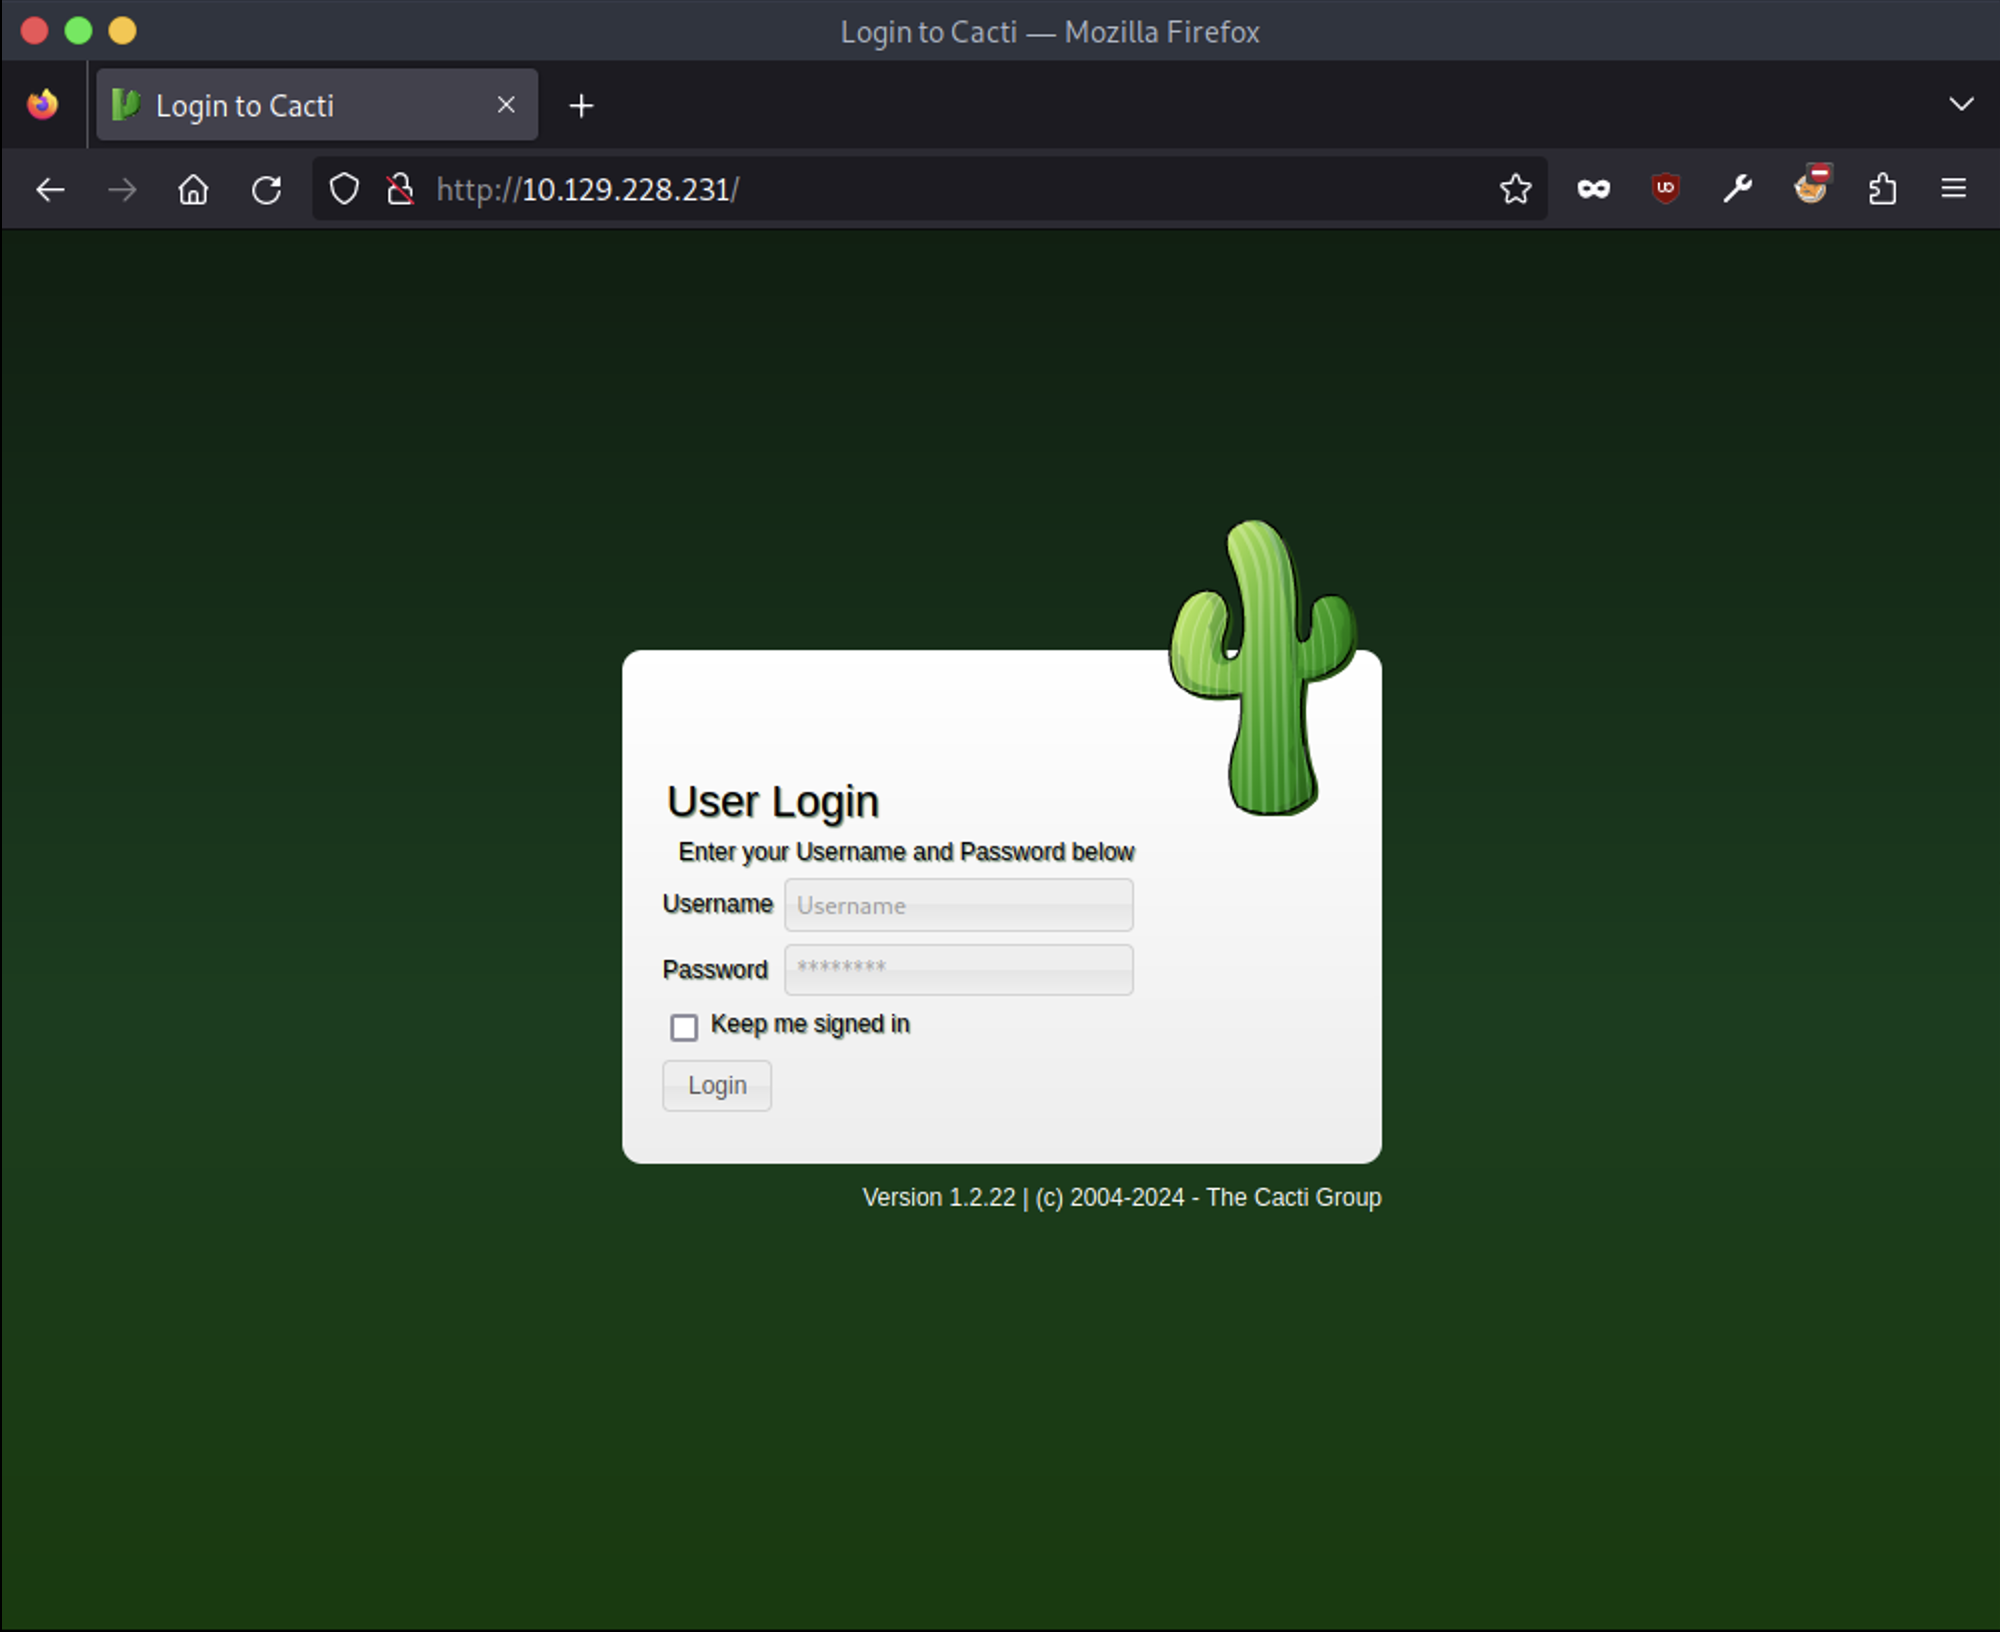 Login to Cacti — Mozilla Firefox
Login to Cacti
http://10.129.228.231/
User Login
Enter your Username and Password below
Username Username
Password ********
Keep me signed in
Login
Version 1.2.22 | (c) 2004-2024 - The Cacti Group